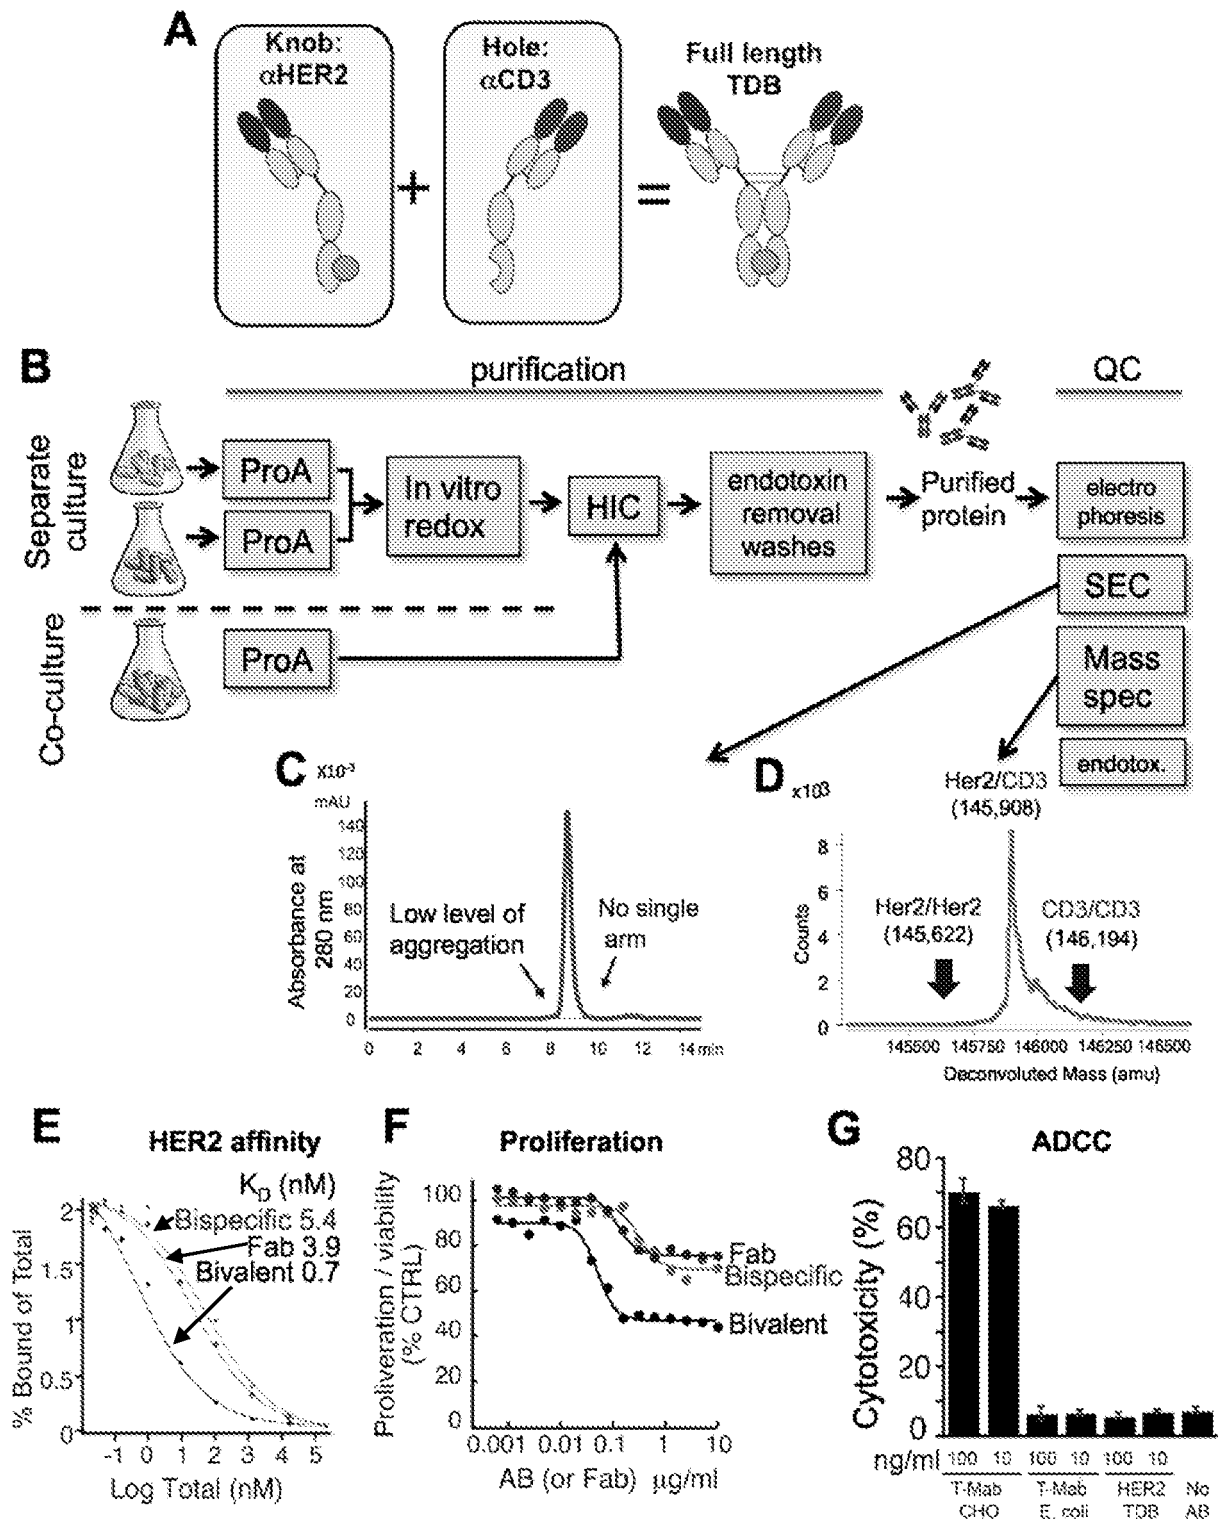 A
Knob:
αHER2
Hole:
αCD3
Full length
TDB
+
=
B
purification
QC
Separate
culture
Co-culture
ProA
ProA
In vitro
redox
HIC
endotoxin
removal
washes
Purified
protein
electro
phoresis
SEC
Mass
spec
endotox.
ProA
C
X10⁻³
mAU
140
120
100
80
60
40
20
0
Absorbance at
280 nm
Low level of
aggregation
No single
arm
0 2 4 6 8 10 12 14 min
D
x10³
Her2/CD3
(145,908)
Her2/Her2
(145,622)
CD3/CD3
(146,194)
Counts
8
6
4
2
0
145500 145750 146000 146250 146500
Deconvoluted Mass (amu)
E
HER2 affinity
K_D (nM)
Bispecific 5.4
Fab 3.9
Bivalent 0.7
% Bound of Total
2
1.5
1
0.5
0
-1 0 1 2 3 4 5
Log Total (nM)
F
Proliferation
Proliveration / viability
(% CTRL)
100
80
60
40
20
0
Fab
Bispecific
Bivalent
0.001 0.01 0.1 1 10
AB (or Fab) µg/ml
G
ADCC
Cytotoxicity (%)
80
60
40
20
0
ng/ml 100 10 100 10 100 10
T-Mab
CHO
T-Mab
E. coli
HER2
TDB
No
AB